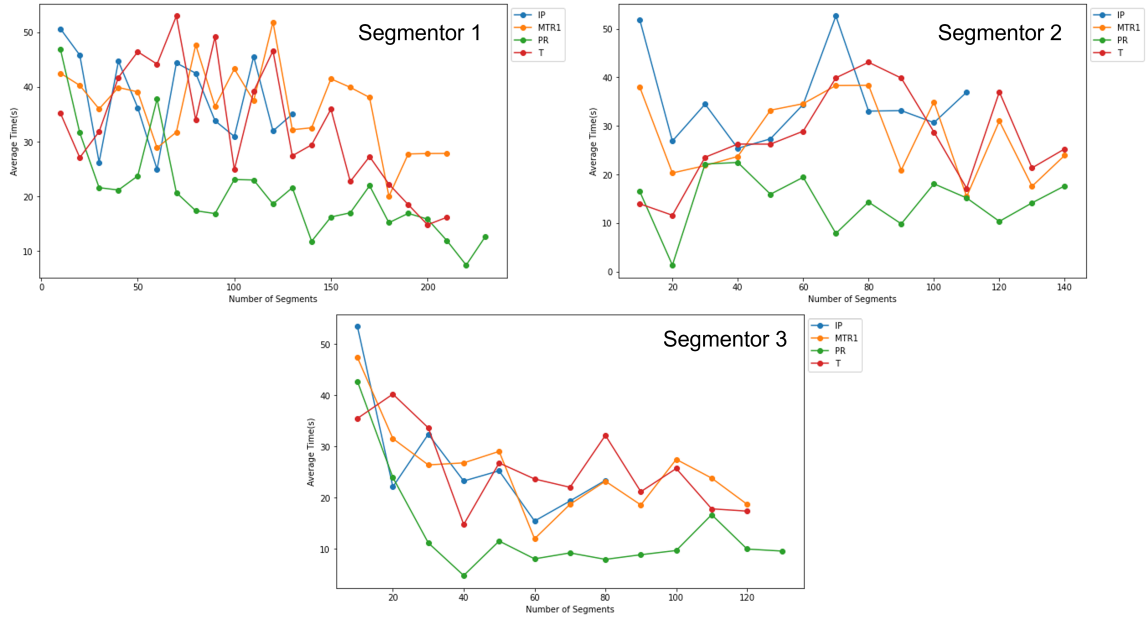 Segmentor 1
IP
MTR1
PR
T
50
40
30
20
10
0
50
100
150
200
Average Time(s)
Number of Segments
Segmentor 2
IP
MTR1
PR
T
50
40
30
20
10
0
20
40
60
80
100
120
140
Average Time(s)
Number of Segments
Segmentor 3
IP
MTR1
PR
T
50
40
30
20
10
20
40
60
80
100
120
Average Time(s)
Number of Segments